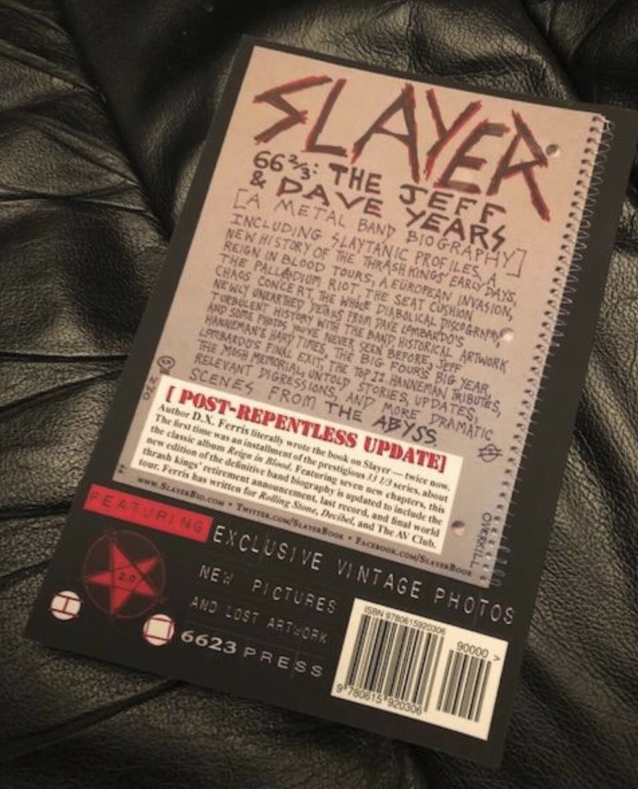 SLAYER
66 2/3: THE JEFF
& DAVE YEARS
[A METAL BAND BIOGRAPHY]
INCLUDING SLAYTANIC PROFILES, A
NEW HISTORY OF THE THRASH KINGS' EARLY DAYS,
REIGN IN BLOOD TOURS, A EUROPEAN INVASION,
THE PALLADIUM RIOT, THE SEAT CUSHION
CHAOS CONCERT, THE WHOLE DIABOLICAL DISCOGRAPHY,
NEWLY UNEARTHED DETAILS FROM DAVE LOMBARDO'S
TURBULENT HISTORY WITH THE BAND, HISTORICAL ARTWORK
AND SOME PHOTOS YOU'VE NEVER SEEN BEFORE, JEFF
HANNEMAN'S HARD TIMES, THE BIG FOUR'S BIG YEAR,
LOMBARDO'S FINAL EXIT, THE TOP 11 HANNEMAN TRIBUTES,
THE MOSH MEMORIAL, UNTOLD STORIES, UPDATES,
RELEVANT DIGRESSIONS, AND MORE DRAMATIC
SCENES FROM THE ABYSS.
[ POST-REPENTLESS UPDATE]
Author D.X. Ferris literally wrote the book on Slayer — twice now.
The first time was an installment of the prestigious 33 1/3 series, about
the classic album Reign in Blood. Featuring seven new chapters, this
new edition of the definitive band biography is updated to include the
thrash kings' retirement announcement, last record, and final world
tour. Ferris has written for Rolling Stone, Decibel, and The AV Club.
www.SlayerBio.com • Twitter.com/SlayerBook • Facebook.com/SlayerBook
OVERKILL
FEATURING EXCLUSIVE VINTAGE PHOTOS
2.0
NEW PICTURES
AND LOST ARTWORK
6623 PRESS
ISBN 9780615920306
90000 >
9 780615 920306